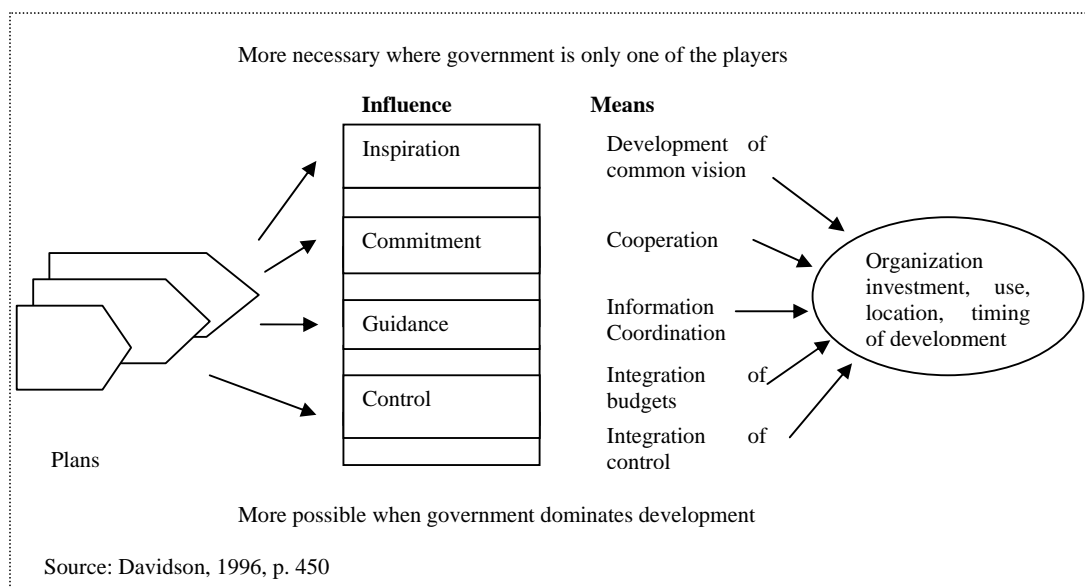 More necessary where government is only one of the players
Influence
Means
Inspiration
Commitment
Guidance
Control
Development of
common vision
Cooperation
Information
Coordination
Integration of
budgets
Integration of
control
Organization
investment, use,
location, timing
of development
Plans
More possible when government dominates development
Source: Davidson, 1996, p. 450